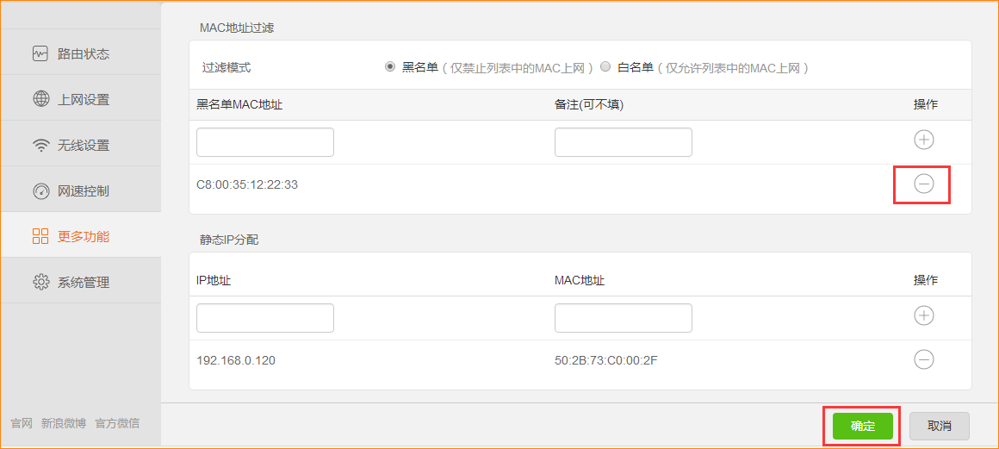 MAC地址过滤
过滤模式 黑名单（仅禁止列表中的MAC上网） 白名单（仅允许列表中的MAC上网）
黑名单MAC地址 备注(可不填) 操作
C8:00:35:12:22:33
静态IP分配
IP地址 MAC地址 操作
192.168.0.120 50:2B:73:C0:00:2F
确定 取消
路由状态
上网设置
无线设置
网速控制
更多功能
系统管理
官网 新浪微博 官方微信